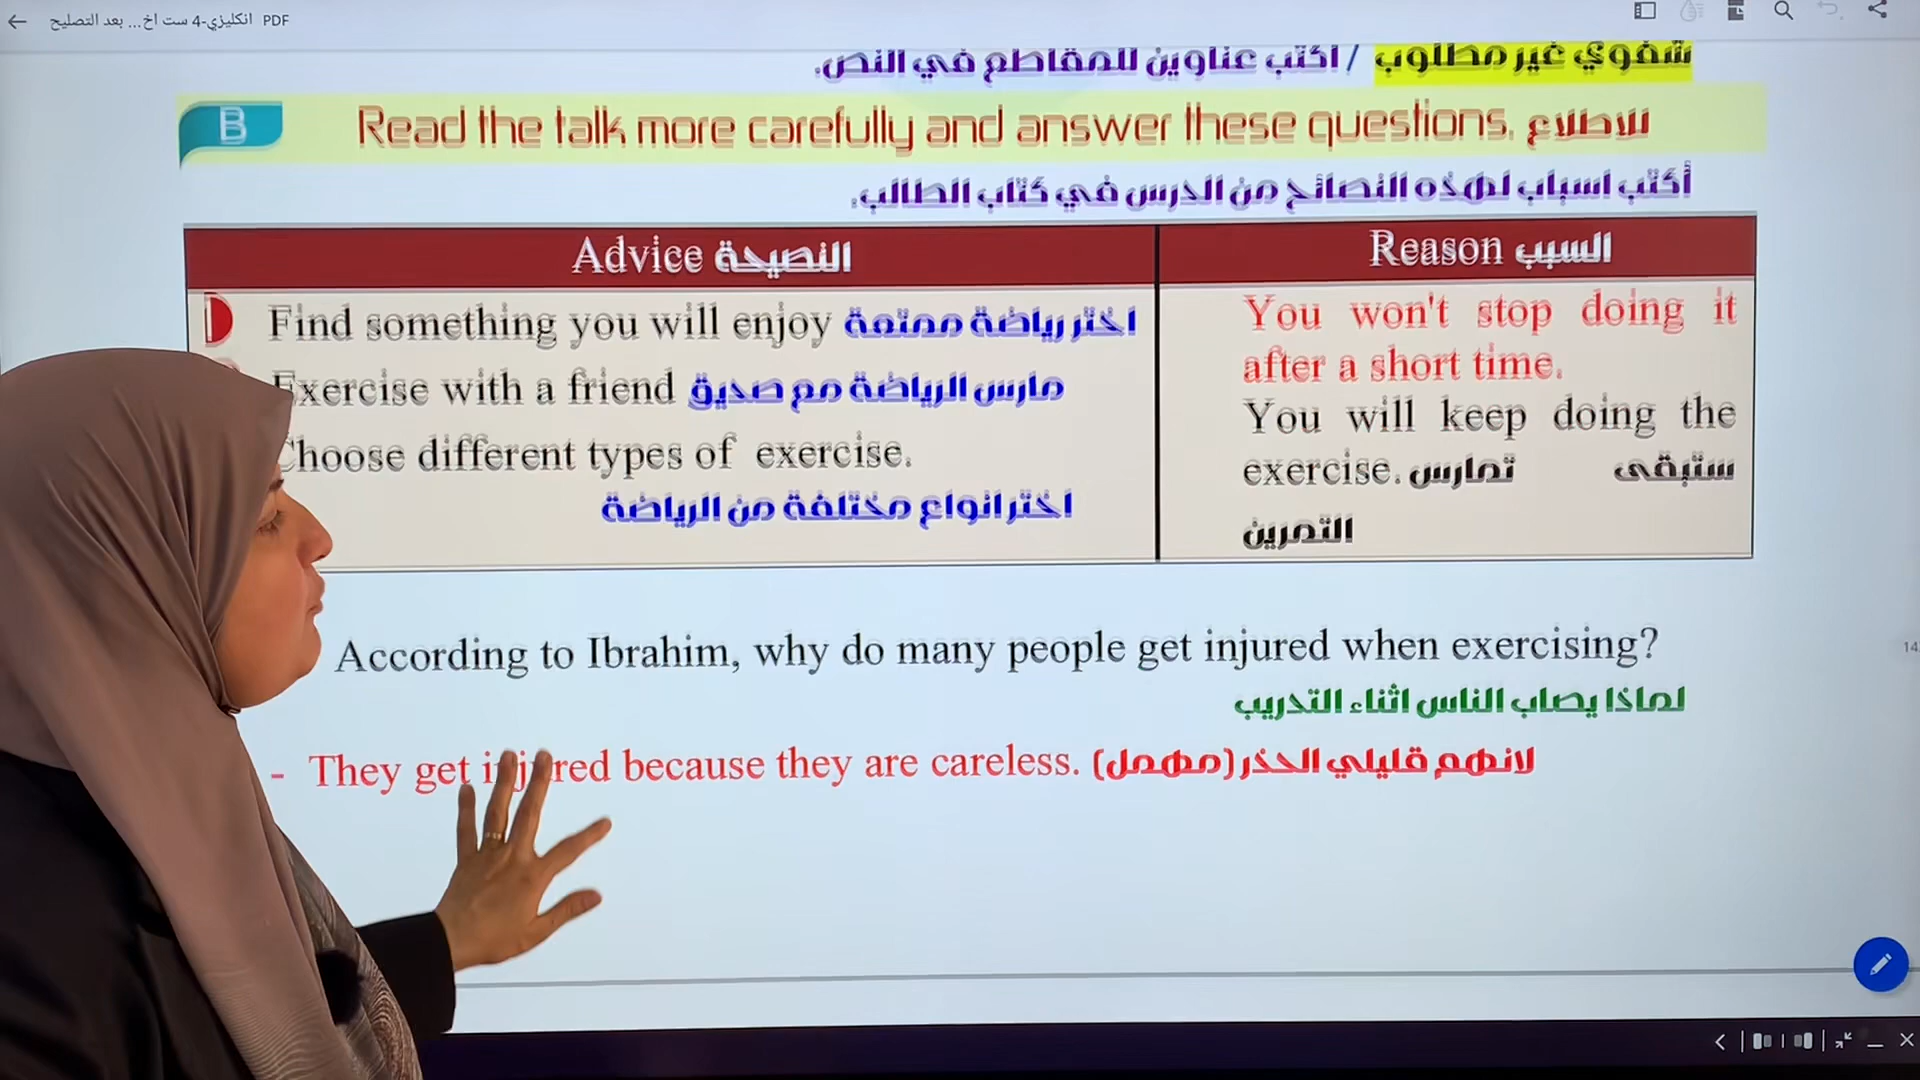 انكليزي-4 ست اخ... بعد التصليح PDF
شفوي غير مطلوب / اكتب عناوين للمقاطع في النص.
B Read the talk more carefully and answer these questions. للاطلاع
أكتب اسباب لهذه النصائح من الدرس في كتاب الطالب.
Advice النصيحة
Reason السبب
Find something you will enjoy اختر رياضة ممتعة
Exercise with a friend مارس الرياضة مع صديق
Choose different types of exercise.
اختر انواع مختلفة من الرياضة
You won't stop doing it
after a short time.
You will keep doing the
exercise. ستبقى تمارس
التمرين
According to Ibrahim, why do many people get injured when exercising?
لماذا يصاب الناس اثناء التدريب
- They get injured because they are careless. لانهم قليلي الحذر (مهمل)